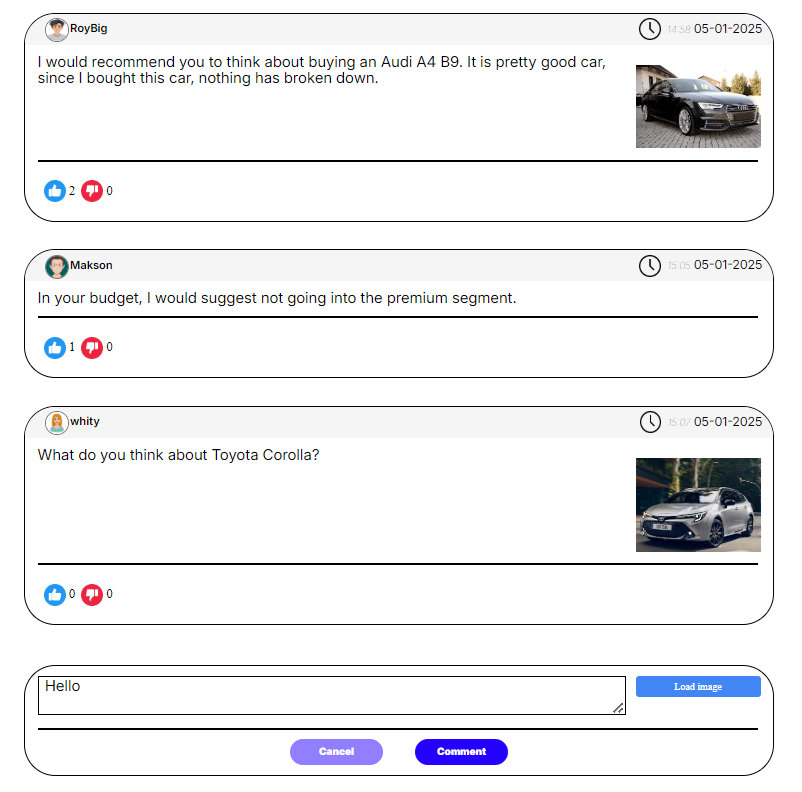 RoyBig 14:58 05-01-2025
I would recommend you to think about buying an Audi A4 B9. It is pretty good car,
since I bought this car, nothing has broken down.
2 0
Makson 15:05 05-01-2025
In your budget, I would suggest not going into the premium segment.
1 0
whity 15:07 05-01-2025
What do you think about Toyota Corolla?
0 0
Hello
Load image
Cancel Comment